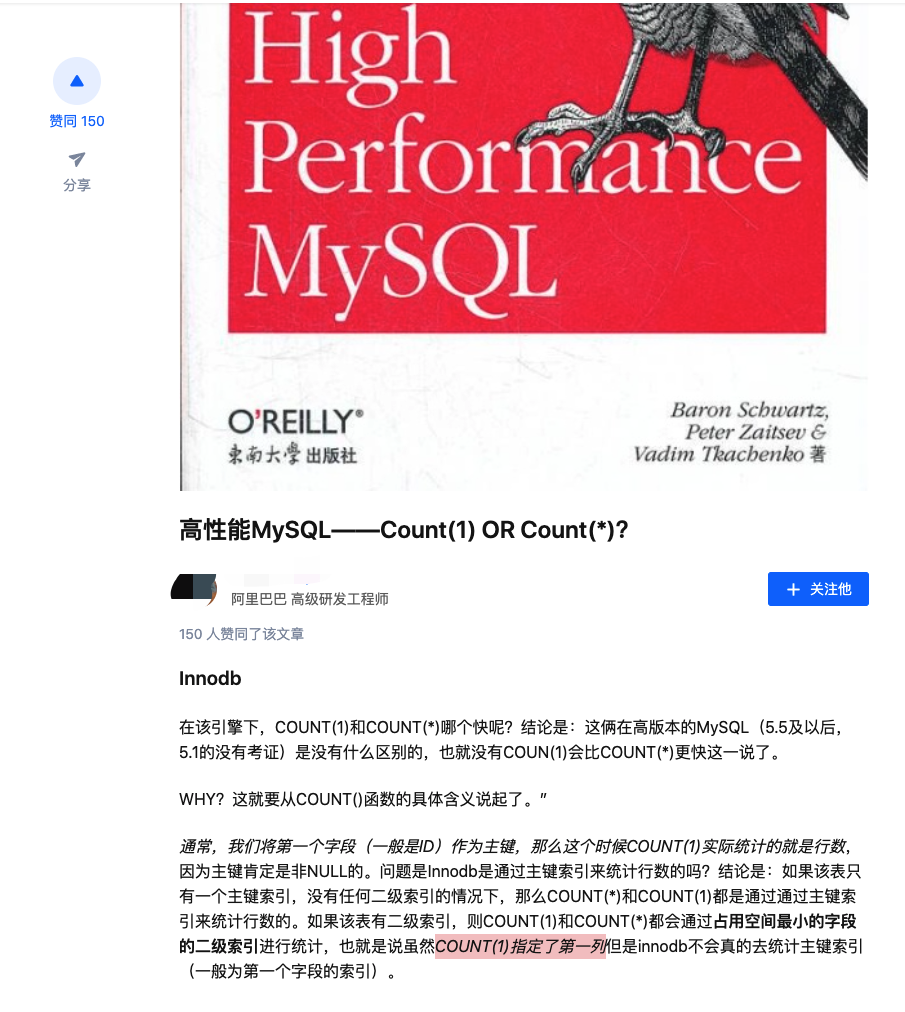 High
Performance
MySQL
赞同 150
分享
O'REILLY®
東南大學出版社
Baron Schwartz,
Peter Zaitsev &
Vadim Tkachenko 著
高性能MySQL——Count(1) OR Count(*)?
阿里巴巴 高级研发工程师
+ 关注他
150 人赞同了该文章
Innodb
在该引擎下，COUNT(1)和COUNT(*)哪个快呢？结论是：这俩在高版本的MySQL（5.5及以后，
5.1的没有考证）是没有什么区别的，也就没有COUN(1)会比COUNT(*)更快这一说了。
WHY？这就要从COUNT()函数的具体含义说起了。”
通常，我们将第一个字段（一般是ID）作为主键，那么这个时候COUNT(1)实际统计的就是行数，
因为主键肯定是非NULL的。问题是Innodb是通过主键索引来统计行数的吗？结论是：如果该表只
有一个主键索引，没有任何二级索引的情况下，那么COUNT(*)和COUNT(1)都是通过通过主键索
引来统计行数的。如果该表有二级索引，则COUNT(1)和COUNT(*)都会通过占用空间最小的字段
的二级索引进行统计，也就是说虽然COUNT(1)指定了第一列但是innodb不会真的去统计主键索引
（一般为第一个字段的索引）。